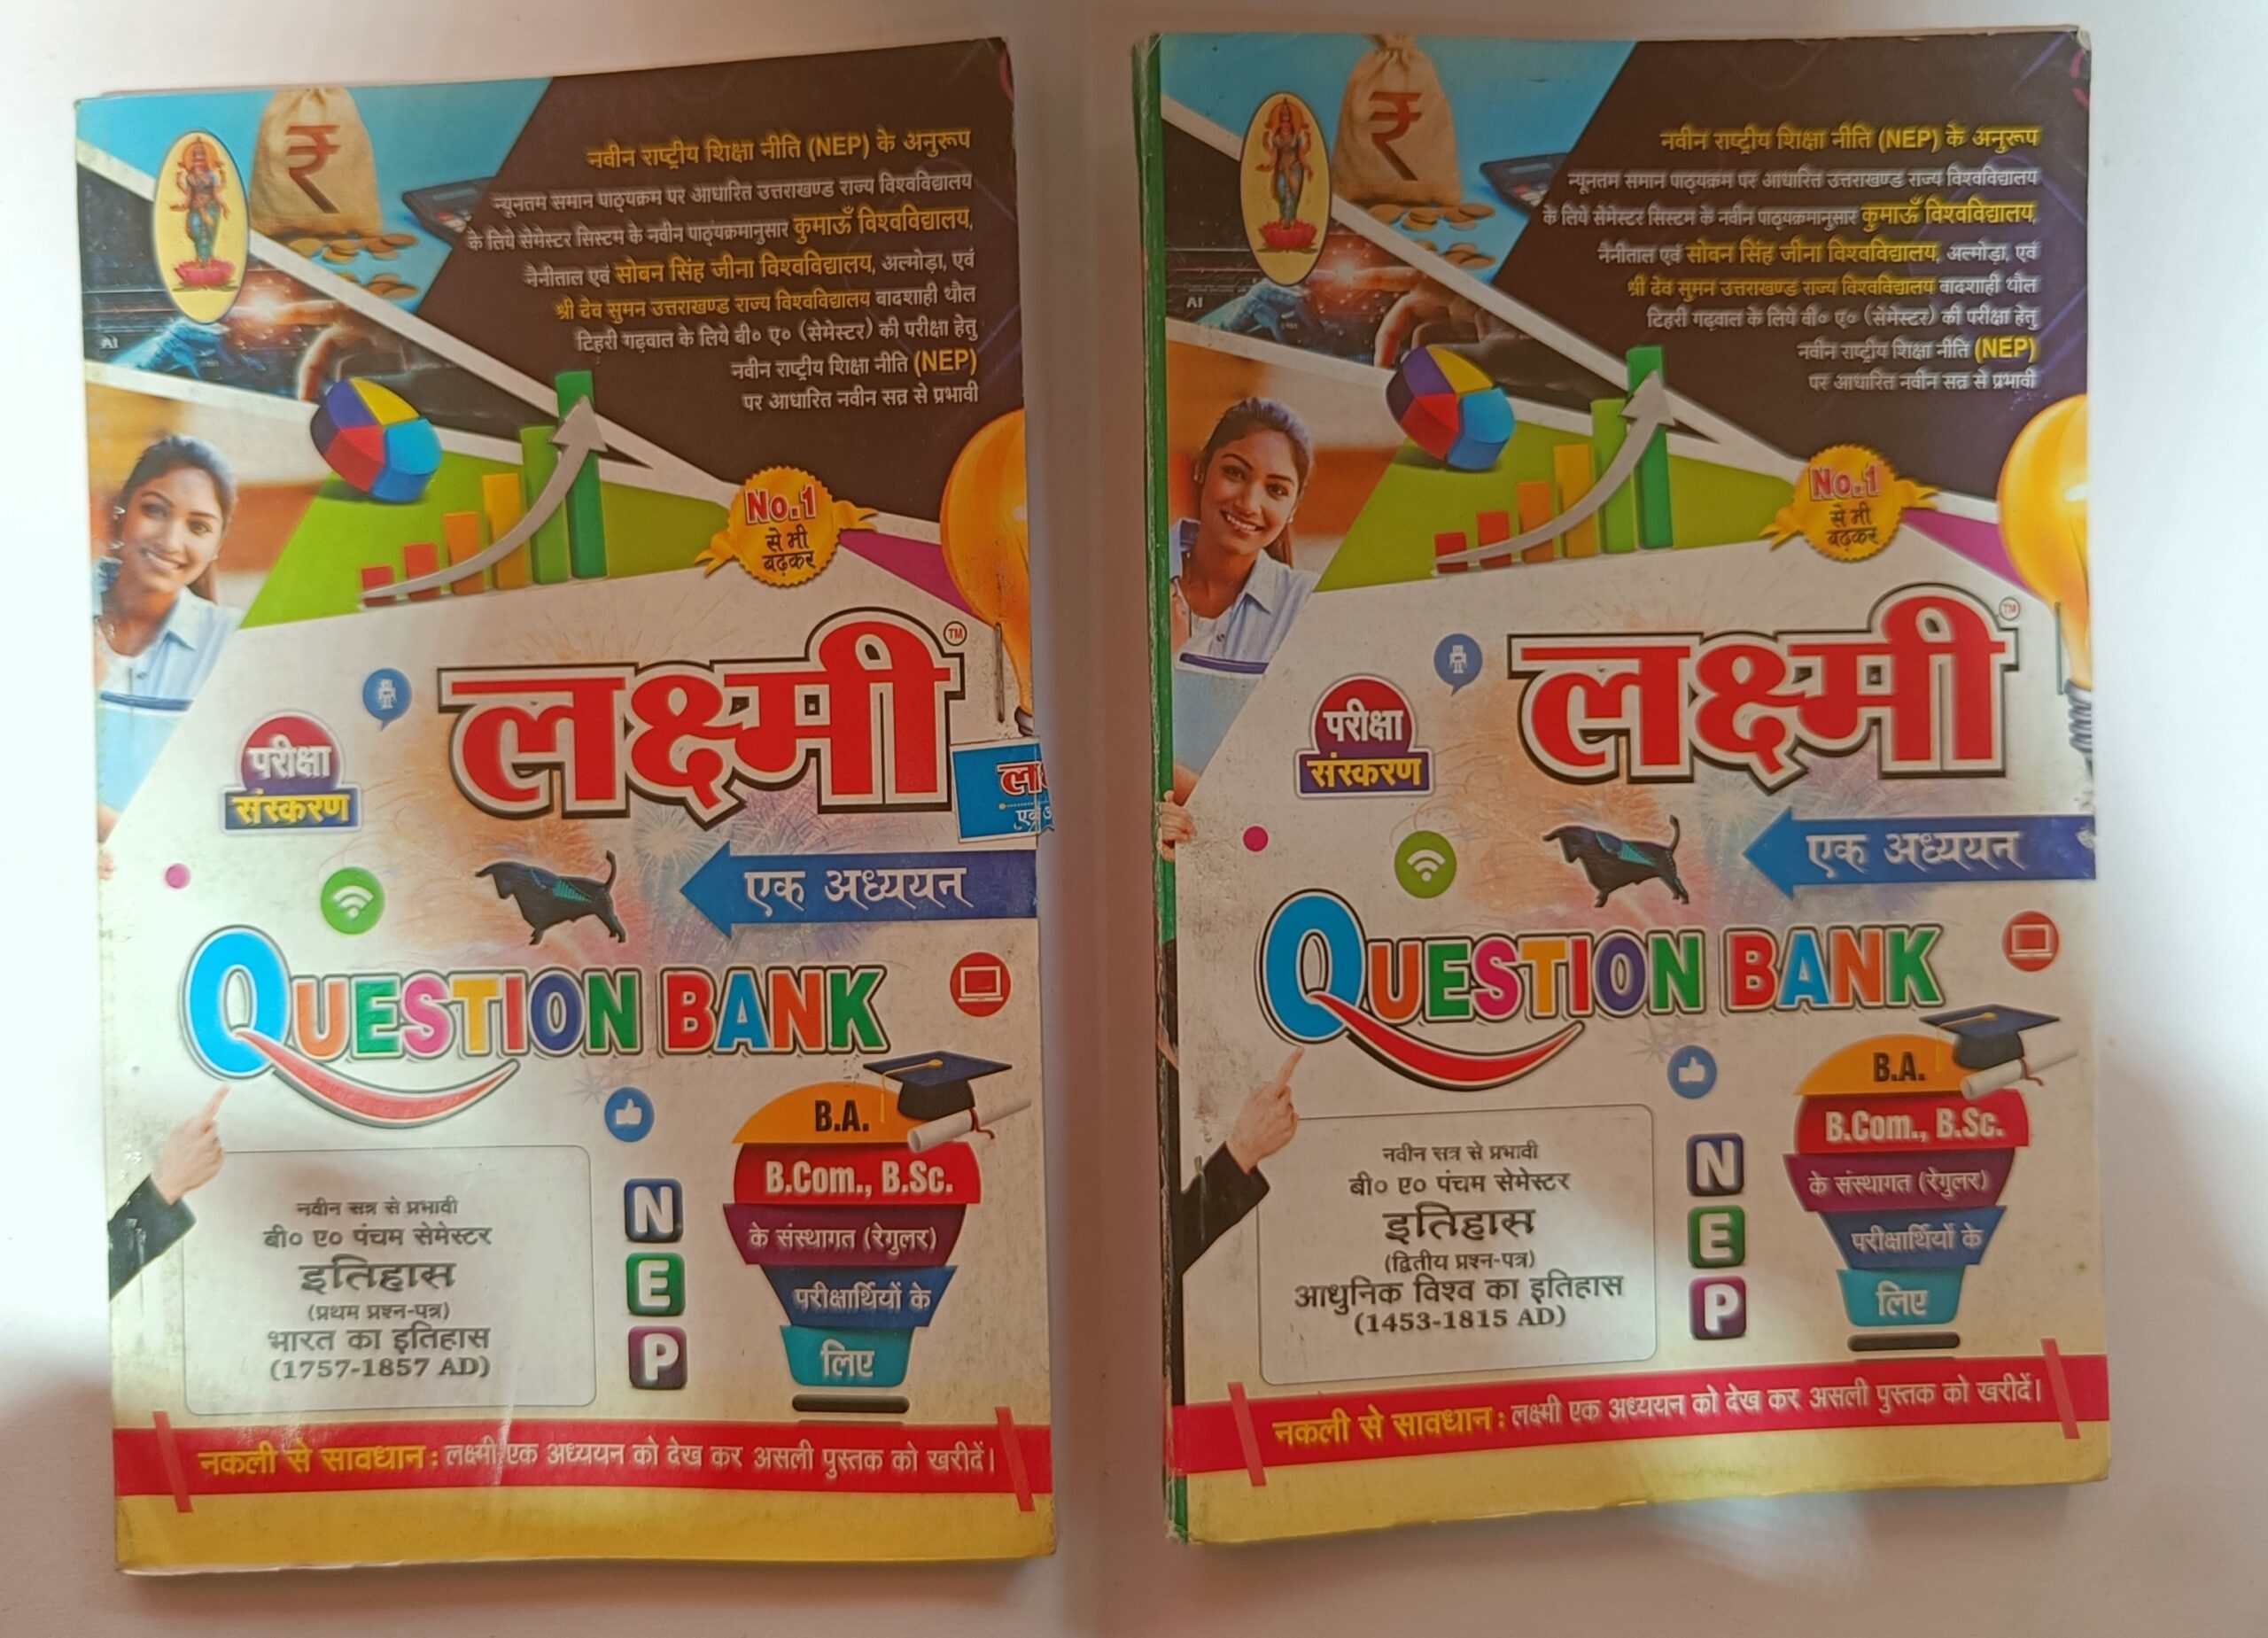 नवीन राष्ट्रीय शिक्षा नीति (NEP) के अनुरूप
न्यूनतम समान पाठ्यक्रम पर आधारित उत्तराखण्ड राज्य विश्वविद्यालय
के लिये सेमेस्टर सिस्टम के नवीन पाठ्यक्रमानुसार कुमाऊँ विश्वविद्यालय,
नैनीताल एवं सोबन सिंह जीना विश्वविद्यालय, अल्मोड़ा, एवं
श्री देव सुमन उत्तराखण्ड राज्य विश्वविद्यालय बादशाही थौल
टिहरी गढ़वाल के लिये बी० ए० (सेमेस्टर) की परीक्षा हेतु
नवीन राष्ट्रीय शिक्षा नीति (NEP)
पर आधारित नवीन सत्र से प्रभावी
₹
AI
No.1
से भी
बढ़कर
लक्ष्मी TM
परीक्षा
संस्करण
एक अध्ययन
QUESTION BANK
B.A.
B.Com., B.Sc.
के संस्थागत (रेगुलर)
परीक्षार्थियों के
लिए
N
E
P
नवीन सत्र से प्रभावी
बी० ए० पंचम सेमेस्टर
इतिहास
(प्रथम प्रश्न-पत्र)
भारत का इतिहास
(1757-1857 AD)
नकली से सावधान : लक्ष्मी एक अध्ययन को देख कर असली पुस्तक को खरीदें।
नवीन राष्ट्रीय शिक्षा नीति (NEP) के अनुरूप
न्यूनतम समान पाठ्यक्रम पर आधारित उत्तराखण्ड राज्य विश्वविद्यालय
के लिये सेमेस्टर सिस्टम के नवीन पाठ्यक्रमानुसार कुमाऊँ विश्वविद्यालय,
नैनीताल एवं सोबन सिंह जीना विश्वविद्यालय, अल्मोड़ा, एवं
श्री देव सुमन उत्तराखण्ड राज्य विश्वविद्यालय बादशाही थौल
टिहरी गढ़वाल के लिये बी० ए० (सेमेस्टर) की परीक्षा हेतु
नवीन राष्ट्रीय शिक्षा नीति (NEP)
पर आधारित नवीन सत्र से प्रभावी
₹
AI
No.1
से भी
बढ़कर
लक्ष्मी TM
परीक्षा
संस्करण
एक अध्ययन
QUESTION BANK
B.A.
B.Com., B.Sc.
के संस्थागत (रेगुलर)
परीक्षार्थियों के
लिए
N
E
P
नवीन सत्र से प्रभावी
बी० ए० पंचम सेमेस्टर
इतिहास
(द्वितीय प्रश्न-पत्र)
आधुनिक विश्व का इतिहास
(1453-1815 AD)
नकली से सावधान : लक्ष्मी एक अध्ययन को देख कर असली पुस्तक को खरीदें।